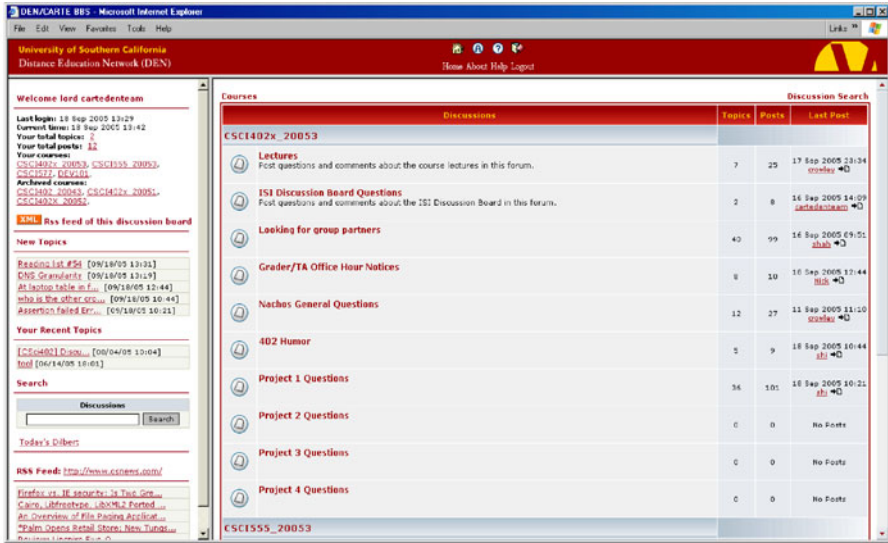 DEN/CARTE BBS - Microsoft Internet Explorer
File Edit View Favorites Tools Help
Links »
University of Southern California
Distance Education Network (DEN)
Home About Help Logout
Welcome lord cartedenteam
Last login: 18 Sep 2005 13:29
Current time: 18 Sep 2005 13:42
Your total topics: 2
Your total posts: 12
Your courses:
CSCI402x_20053, CSCI555_20053,
CSCI577, DEV101,
Archived courses:
CSCI402_20043, CSCI402x_20051,
CSCI402X_20052,
XML Rss feed of this discussion board
New Topics
Reading list #54 [09/18/05 13:31]
DNS Granularity [09/18/05 13:19]
At laptop table in f... [09/18/05 12:44]
who is the other cro... [09/18/05 10:44]
Assertion failed Err... [09/18/05 10:21]
Your Recent Topics
[CSci402] Discu...
tool [06/14/05 18:01]
Search
Discussions
Search
Today's Dilbert
RSS Feed: http://www.csnews.com/
Firefox vs. IE security: Is Two Gre...
Cairo, Libfreetype, LibXML2 Ported ...
An Overview of File Paging Applicat...
*Palm Opens Retail Store; New Tungs...
Courses
Discussion Search
Discussions Topics Posts Last Post
CSCI402x_20053
Lectures
Post questions and comments about the course lectures in this forum.
7 25 17 Sep 2005
crowley
ISI Discussion Board Questions
Post questions and comments about the ISI Discussion Board in this forum.
2 8 16 Sep 2005 14:09
cartedenteam
Looking for group partners
99 16 Sep 2005 09:51
shah
Grader/TA Office Hour Notices
10 Sep 2005 12:44
Nick
Nachos General Questions
12 27 11 Sep 2005 11:10
crowley
402 Humor
5 9 18 Sep 2005 10:44
shi
Project 1 Questions
36 101 18 Sep 2005 10:21
shi
Project 2 Questions
0 0 No Posts
Project 3 Questions
0 0 No Posts
Project 4 Questions
0 0 No Posts
CSCI555_20053